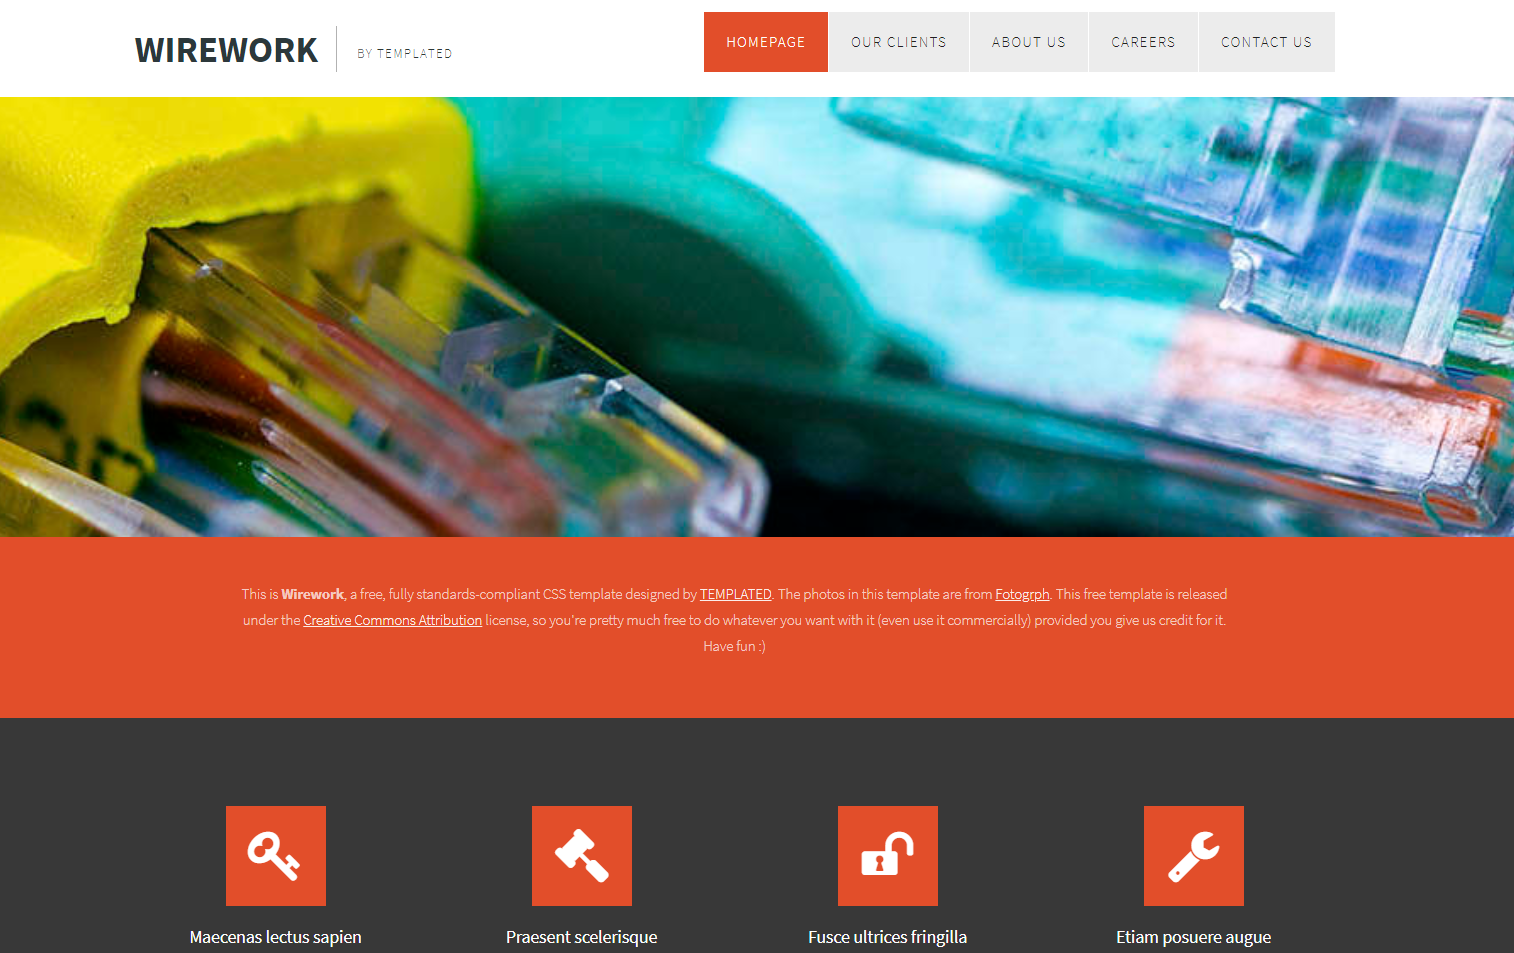 WIREWORK
BY TEMPLATED
HOMEPAGE
OUR CLIENTS
ABOUT US
CAREERS
CONTACT US
This is Wirework, a free, fully standards-compliant CSS template designed by TEMPLATED. The photos in this template are from Fotogrph. This free template is released
under the Creative Commons Attribution license, so you're pretty much free to do whatever you want with it (even use it commercially) provided you give us credit for it.
Have fun :)
Maecenas lectus sapien
Praesent scelerisque
Fusce ultrices fringilla
Etiam posuere augue